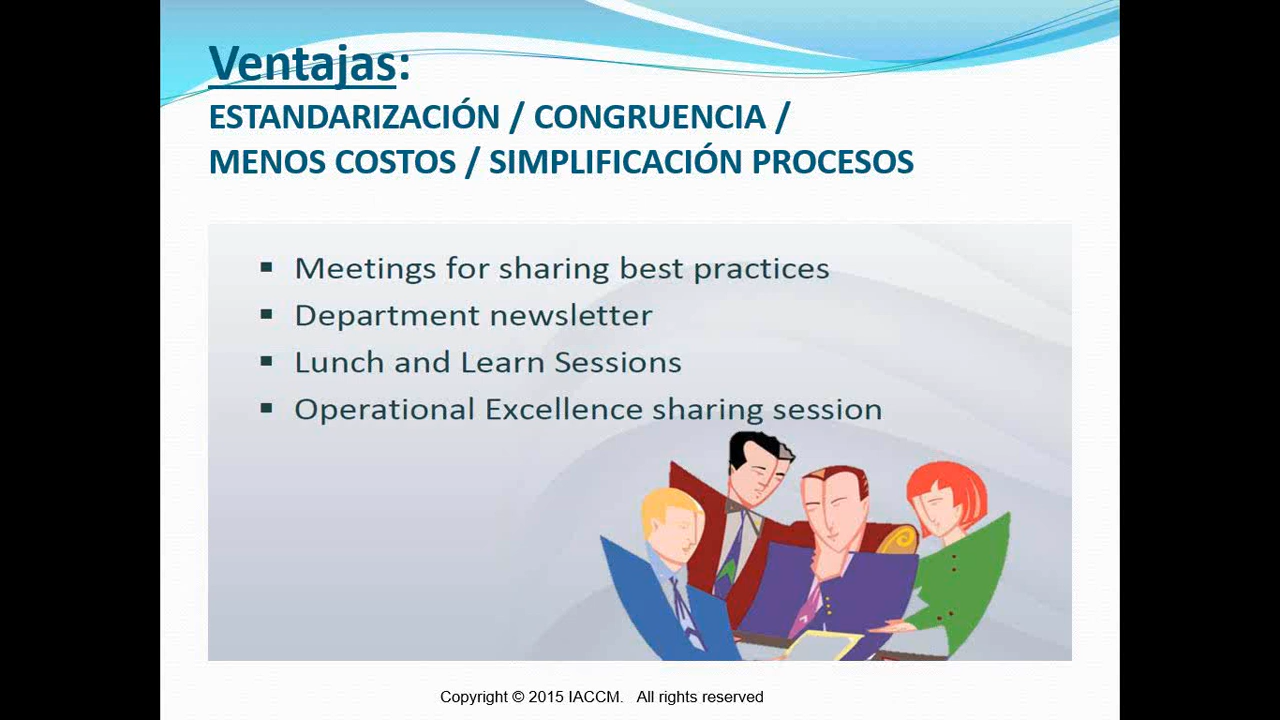 Ventajas:
ESTANDARIZACIÓN / CONGRUENCIA /
MENOS COSTOS / SIMPLIFICACIÓN PROCESOS
▪ Meetings for sharing best practices
▪ Department newsletter
▪ Lunch and Learn Sessions
▪ Operational Excellence sharing session
Copyright © 2015 IACCM. All rights reserved